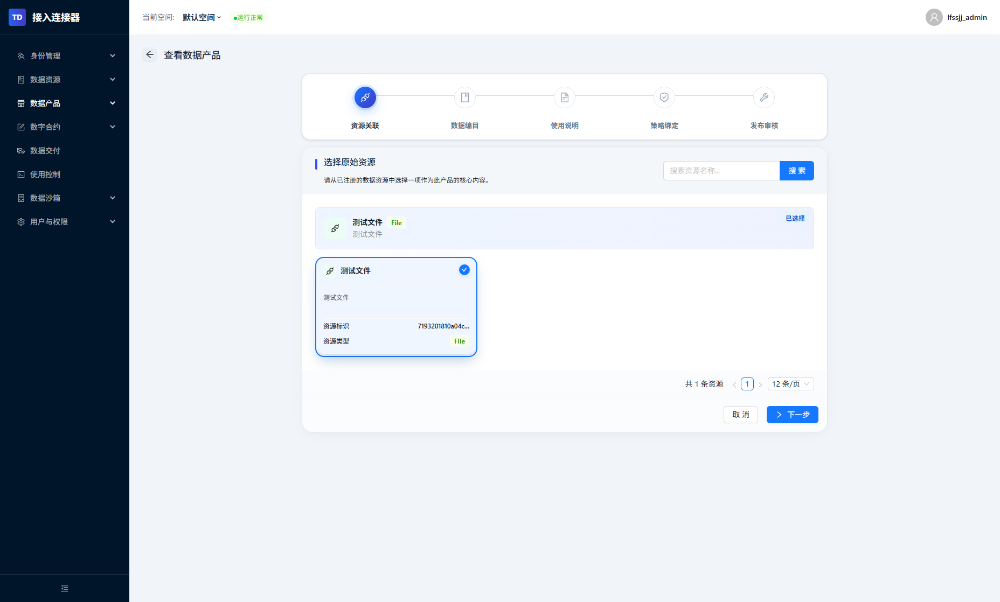 TD 接入连接器
当前空间: 默认空间 运行正常
lfssjj_admin
身份管理
数据资源
数据产品
数字合约
数据交付
使用控制
数据沙箱
用户与权限
查看数据产品
资源关联
数据编目
使用说明
策略绑定
发布审核
选择原始资源
请从已注册的数据资源中选择一项作为此产品的核心内容。
搜索资源名称...
搜 索
测试文件 File
测试文件
已选择
测试文件
测试文件
资源标识 7193201810a04c...
资源类型 File
共 1 条资源 1 12 条/页
取 消
下一步